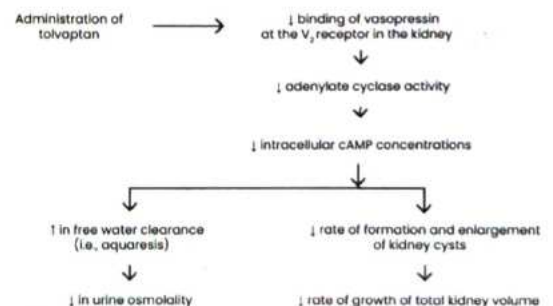 Administration of
tolvaptan
↓ binding of vasopressin
at the V₂ receptor in the kidney
↓ adenylate cyclase activity
↓ intracellular cAMP concentrations
↑ in free water clearance
(i.e., aquaresis)
↓ rate of formation and enlargement
of kidney cysts
↓ in urine osmolality
↓ rate of growth of total kidney volume